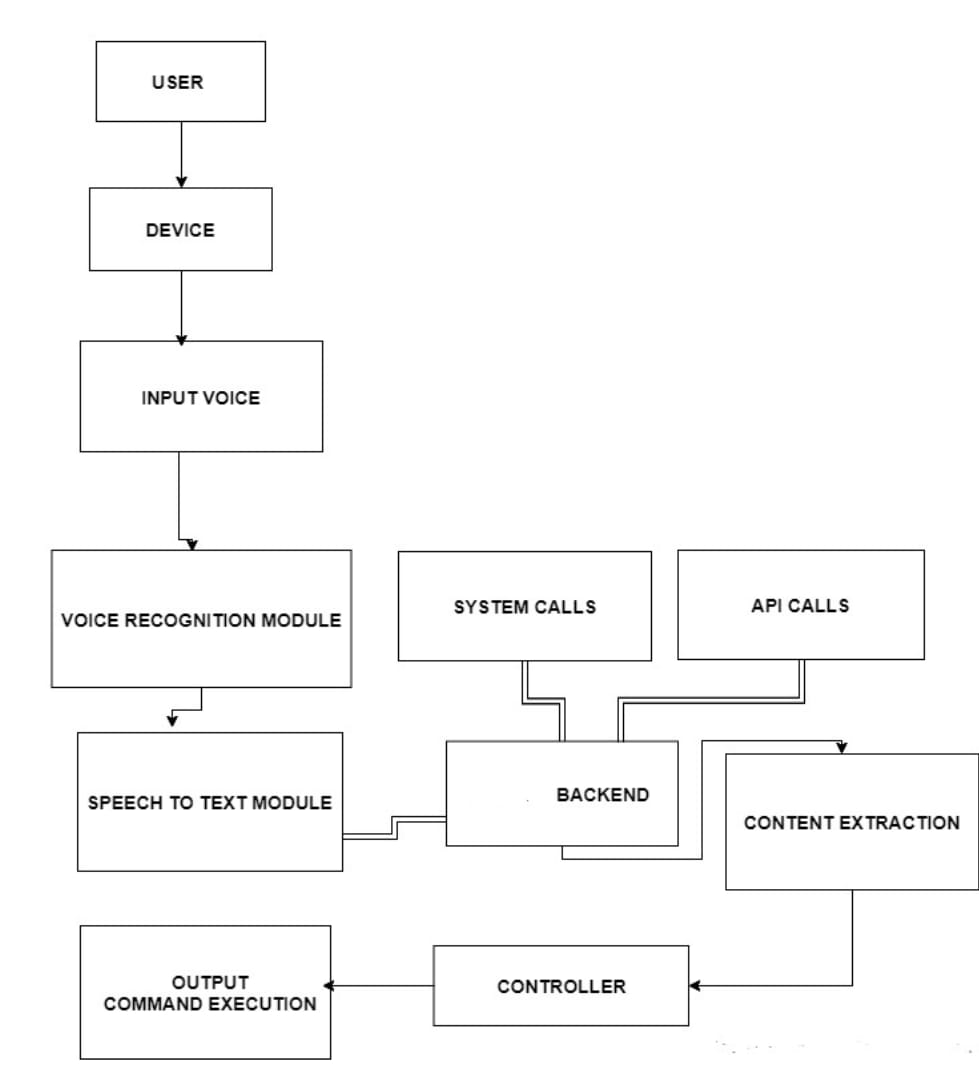 USER
DEVICE
INPUT VOICE
VOICE RECOGNITION MODULE
SYSTEM CALLS
API CALLS
SPEECH TO TEXT MODULE
BACKEND
CONTENT EXTRACTION
OUTPUT
COMMAND EXECUTION
CONTROLLER